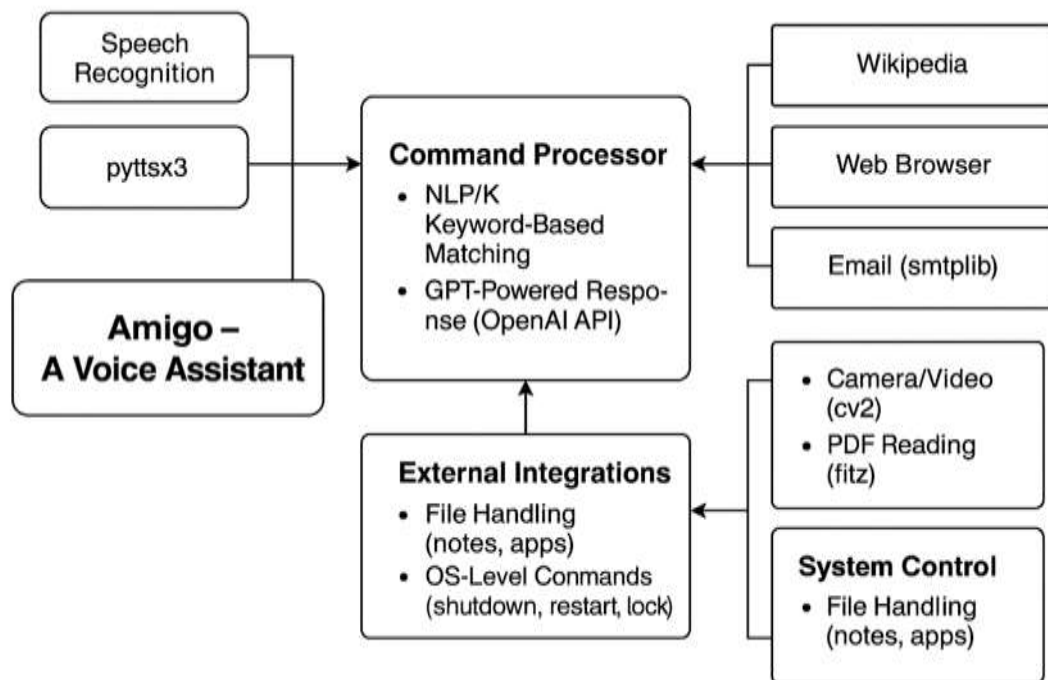 Speech
Recognition
pyttsx3
Amigo –
A Voice Assistant
Command Processor
• NLP/K
Keyword-Based
Matching
• GPT-Powered Respo-
nse (OpenAI API)
External Integrations
• File Handling
(notes, apps)
• OS-Level Conmands
(shutdown, restart, lock)
Wikipedia
Web Browser
Email (smtplib)
• Camera/Video
(cv2)
• PDF Reading
(fitz)
System Control
• File Handling
(notes, apps)